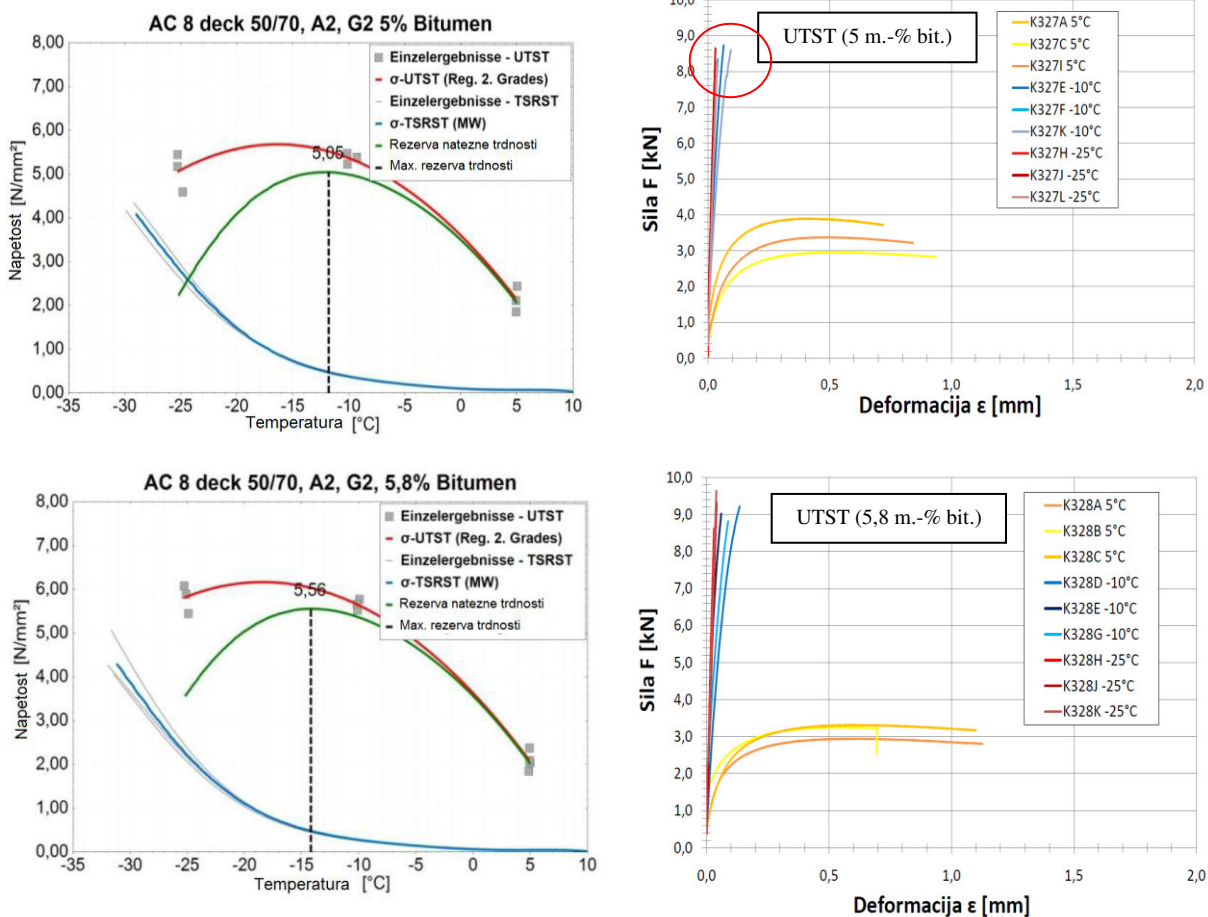 AC 8 deck 50/70, A2, G2 5% Bitumen
8,00
7,00
6,00
5,00
4,00
3,00
2,00
1,00
0,00
Napetost [N/mm²]
5,05
Einzelergebnisse - UTST
σ-UTST (Reg. 2. Grades)
Einzelergebnisse - TSRST
σ-TSRST (MW)
Rezerva natezne trdnosti
Max. rezerva trdnosti
-35 -30 -25 -20 -15 -10 -5 0 5 10
Temperatura [°C]
9,0
8,0
7,0
6,0
5,0
4,0
3,0
2,0
1,0
0,0
Sila F [kN]
UTST (5 m.-% bit.)
K327A 5°C
K327C 5°C
K327I 5°C
K327E -10°C
K327F -10°C
K327K -10°C
K327H -25°C
K327J -25°C
K327L -25°C
0,0 0,5 1,0 1,5 2,0
Deformacija ε [mm]
AC 8 deck 50/70, A2, G2, 5,8% Bitumen
8,00
7,00
6,00
5,00
4,00
3,00
2,00
1,00
0,00
Napetost [N/mm²]
5,56
Einzelergebnisse - UTST
σ-UTST (Reg. 2. Grades)
Einzelergebnisse - TSRST
σ-TSRST (MW)
Rezerva natezne trdnosti
Max. rezerva trdnosti
-35 -30 -25 -20 -15 -10 -5 0 5 10
Temperatura [°C]
10,0
9,0
8,0
7,0
6,0
5,0
4,0
3,0
2,0
1,0
0,0
Sila F [kN]
UTST (5,8 m.-% bit.)
K328A 5°C
K328B 5°C
K328C 5°C
K328D -10°C
K328E -10°C
K328G -10°C
K328H -25°C
K328J -25°C
K328K -25°C
0,0 0,5 1,0 1,5 2,0
Deformacija ε [mm]